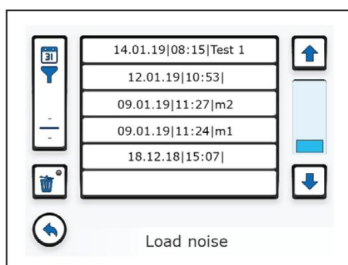 31
14.01.19|08:15|Test 1
12.01.19|10:53|
09.01.19|11:27|m2
09.01.19|11:24|m1
18.12.18|15:07|
-
-
Load noise